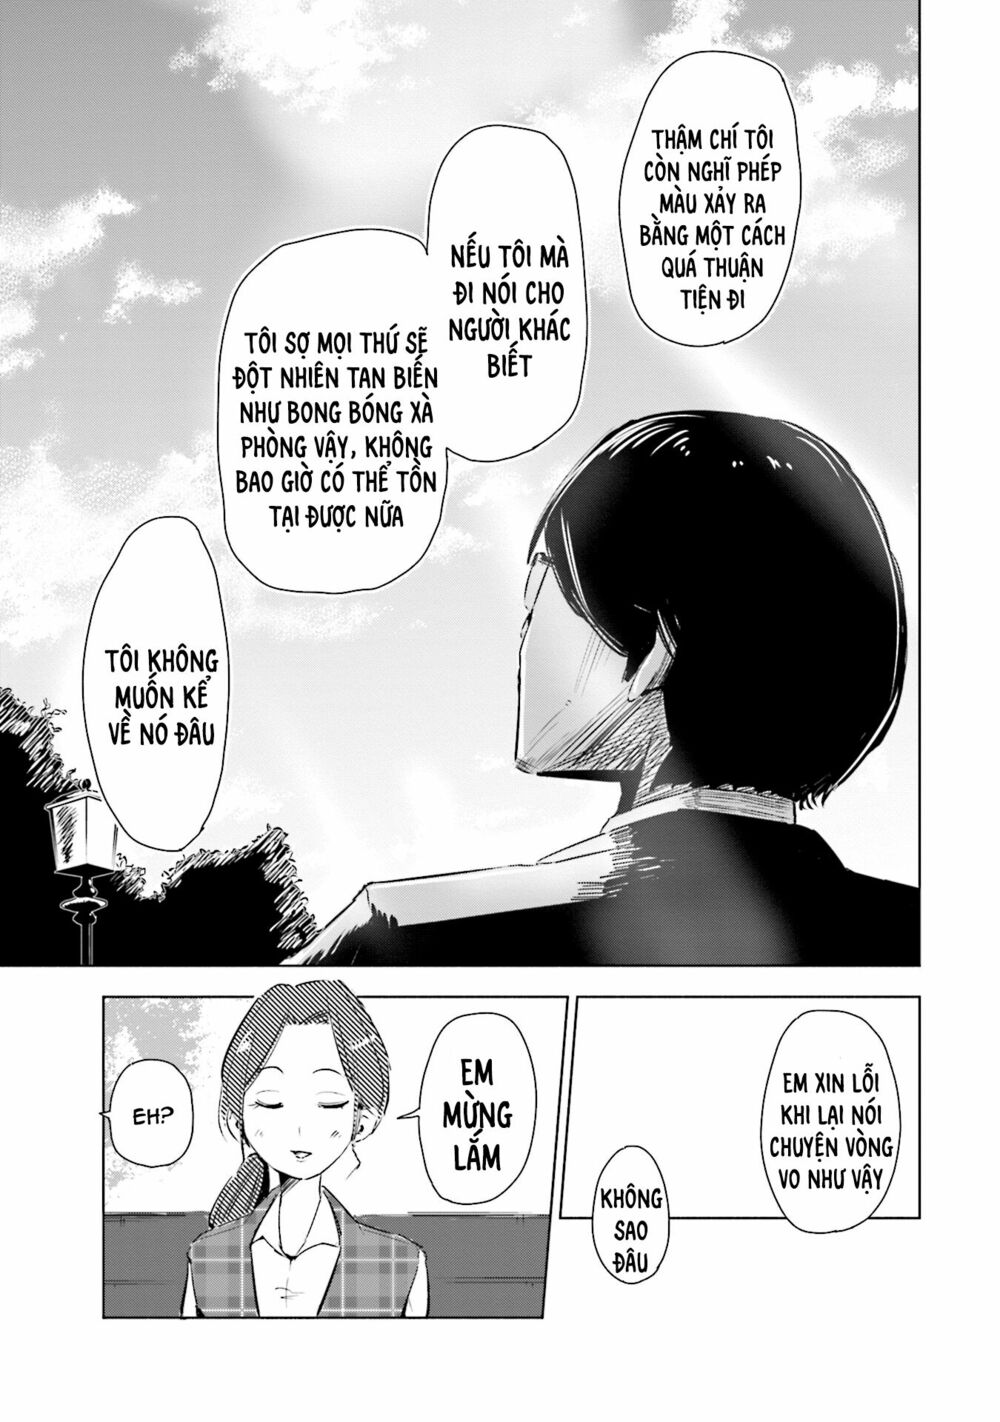 THẬM CHÍ TÔI
CÒN NGHĨ PHÉP
MÀU XẢY RA
BẰNG MỘT CÁCH
QUÁ THUẬN
TIỆN ĐI
NẾU TÔI MÀ
ĐI NÓI CHO
NGƯỜI KHÁC
BIẾT
TÔI SỢ MỌI THỨ SẼ
ĐỘT NHIÊN TAN BIẾN
NHƯ BONG BÓNG XÀ
PHÒNG VẬY, KHÔNG
BAO GIỜ CÓ THỂ TỒN
TẠI ĐƯỢC NỮA
TÔI KHÔNG
MUỐN KỂ
VỀ NÓ ĐÂU
EM XIN LỖI
KHI LẠI NÓI
CHUYỆN VÒNG
VO NHƯ VẬY
KHÔNG
SAO
ĐÂU
EM
MỪNG
LẮM
EH?